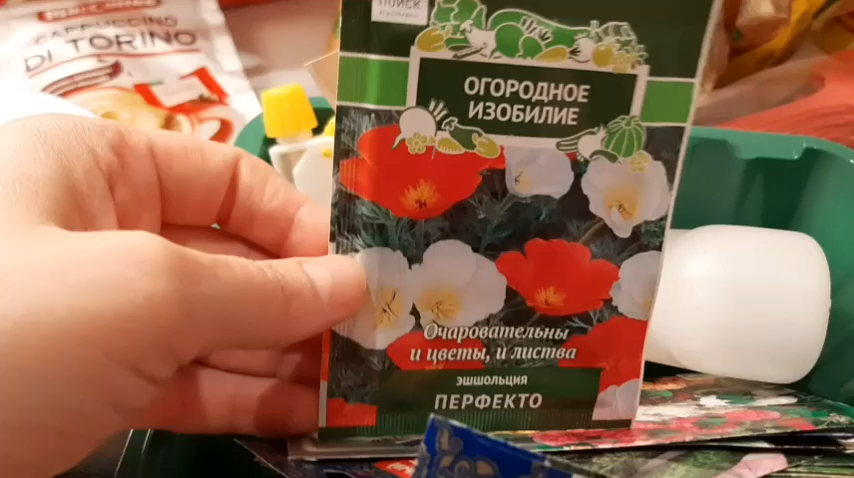 ПОИСК
CAPPUCCINO
DI TORINO
ОГОРОДНОЕ
ИЗОБИЛИЕ
Очаровательны
и цветы, и листва
эшшольция
ПЕРФЕКТО